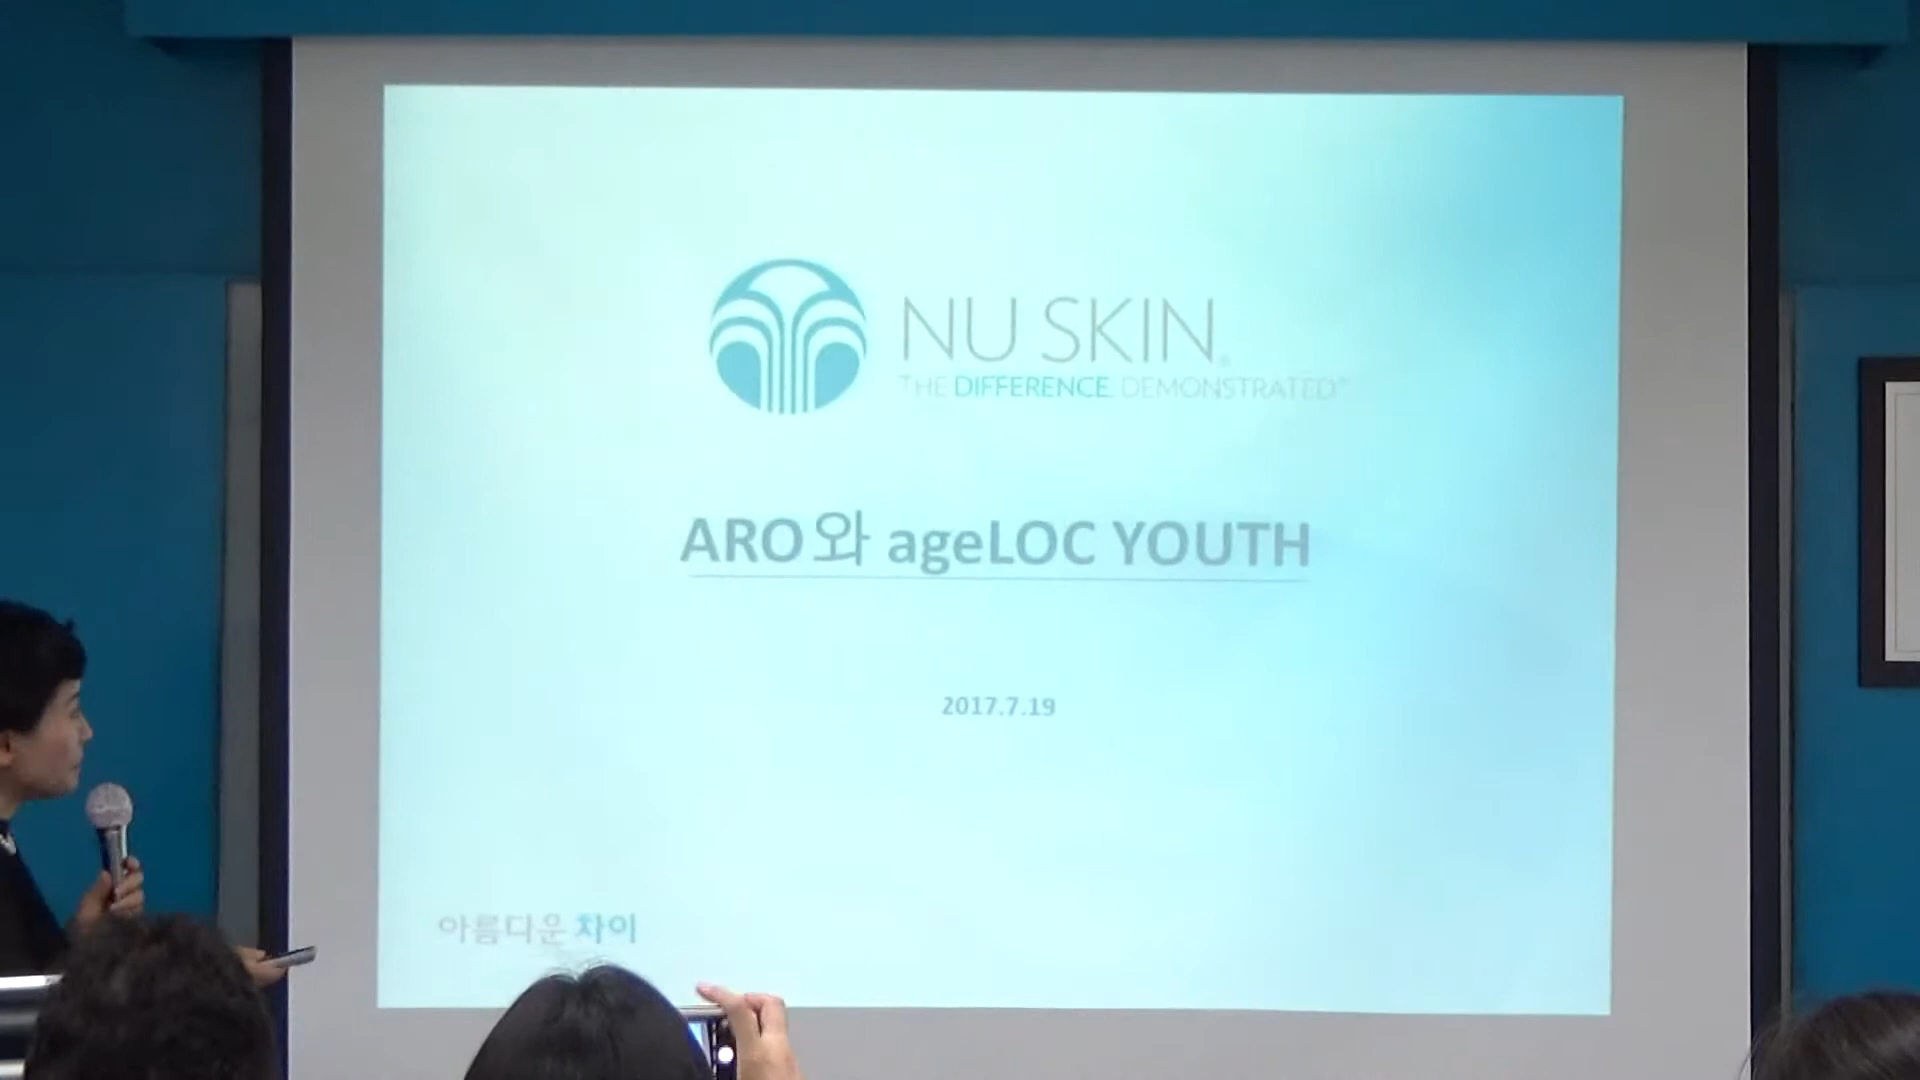 NU SKIN®
THE DIFFERENCE. DEMONSTRATED.®
ARO와 ageLOC YOUTH
2017.7.19
아름다운 차이